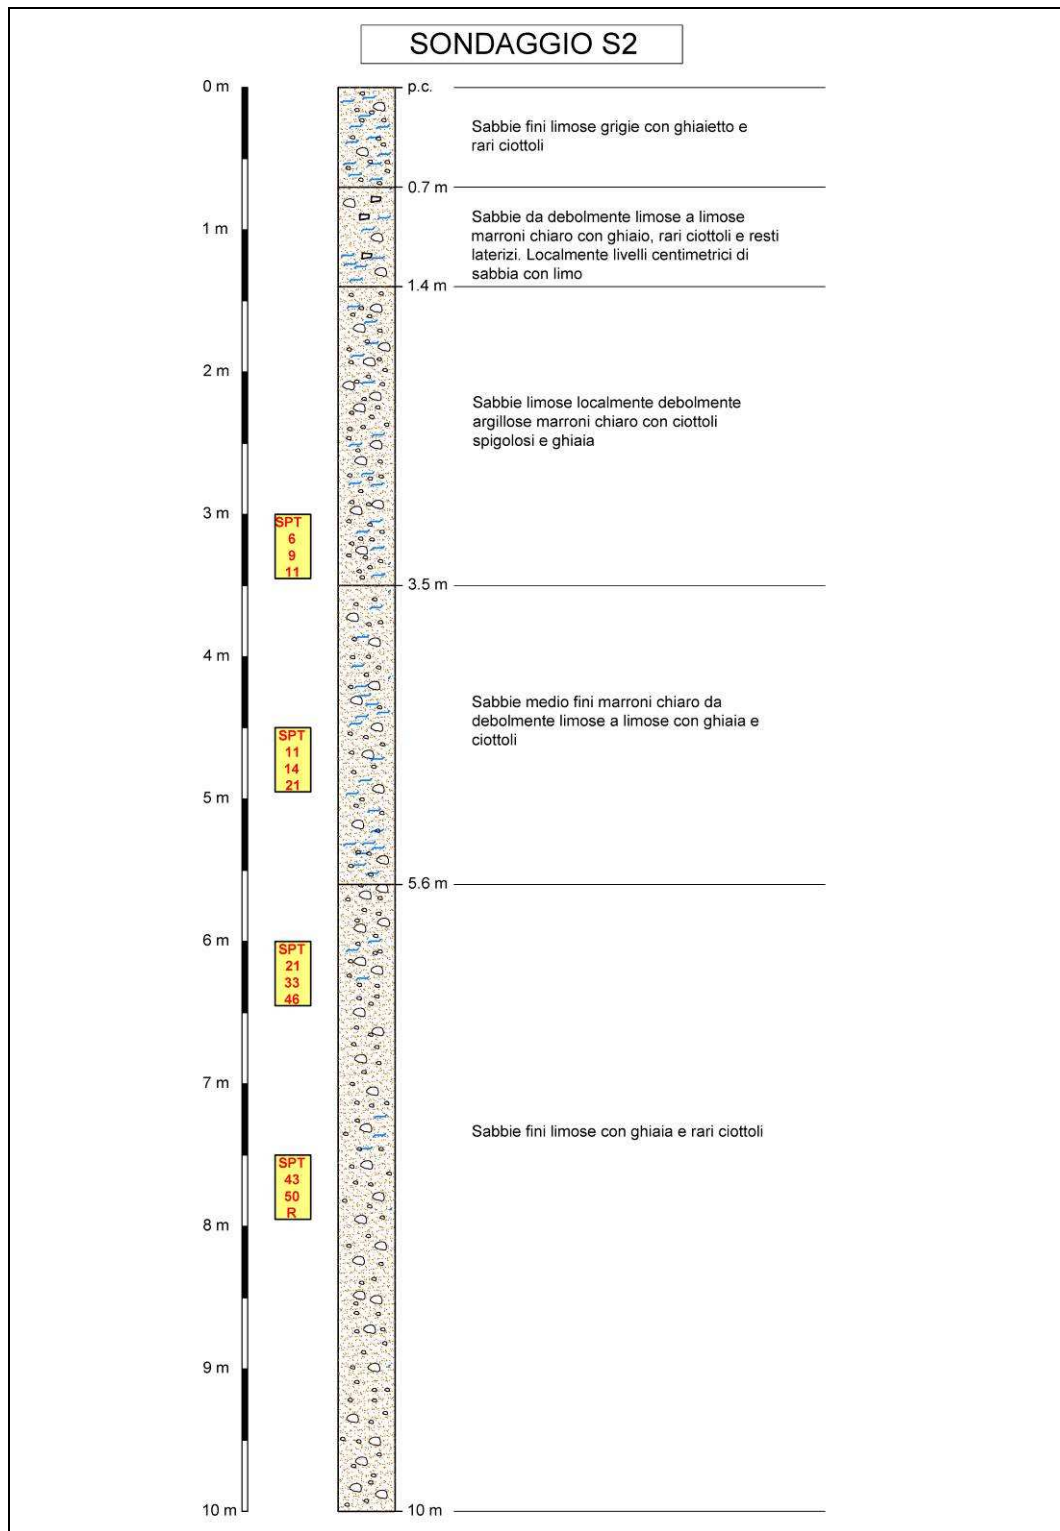 SONDAGGIO S2
0 m
p.c.
Sabbie fini limose grigie con ghiaietto e
rari ciottoli
0.7 m
Sabbie da debolmente limose a limose
marroni chiaro con ghiaio, rari ciottoli e resti
laterizi. Localmente livelli centimetrici di
sabbia con limo
1 m
1.4 m
2 m
Sabbie limose localmente debolmente
argillose marroni chiaro con ciottoli
spigolosi e ghiaia
3 m
SPT
6
9
11
3.5 m
4 m
Sabbie medio fini marroni chiaro da
debolmente limose a limose con ghiaia e
ciottoli
SPT
11
14
21
5 m
5.6 m
6 m
SPT
21
33
46
7 m
Sabbie fini limose con ghiaia e rari ciottoli
SPT
43
50
R
8 m
9 m
10 m
10 m